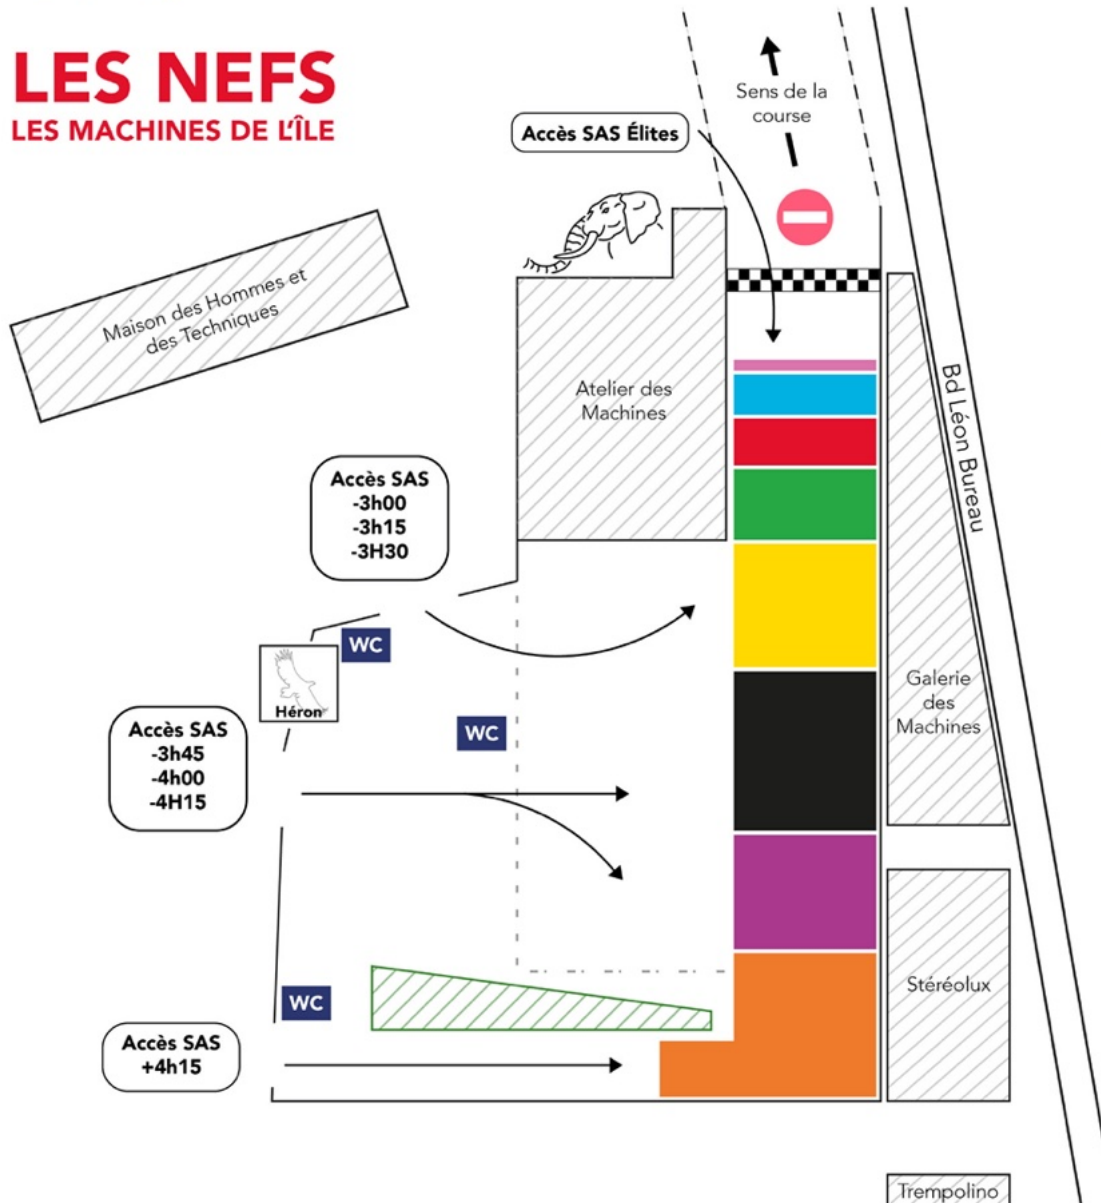 LES NEFS
LES MACHINES DE L'ÎLE
Sens de la
course
Accès SAS Élites
Maison des Hommes et
des Techniques
Atelier des
Machines
Bd Léon Bureau
Accès SAS
-3h00
-3h15
-3H30
WC
Héron
Galerie
des
Machines
Accès SAS
-3h45
-4h00
-4H15
WC
Stéréolux
WC
Accès SAS
+4h15
Trempolino